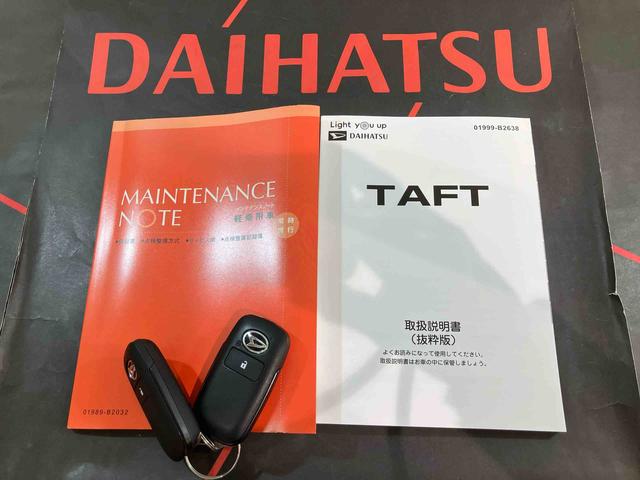 DAIHATSU
MAINTENANCE
NOTE
メンテナンスノート
軽乗用車
01989-B2032
Light you up
DAIHATSU
01999-B2638
TAFT
取扱説明書
(抜粋版)
よくお読みになって使用してください。
取扱説明書はお車の中に保管しましょう。